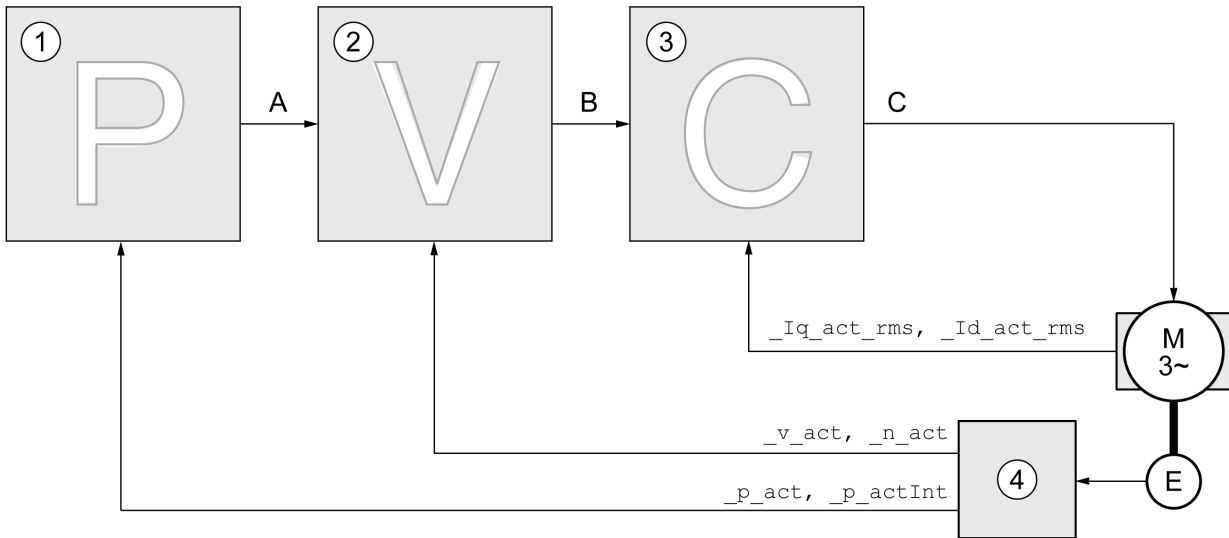 1
P
A
2
V
B
3
C
C
_Iq_act_rms, _Id_act_rms
M
3~
_v_act, _n_act
_p_act, _p_actInt
4
E